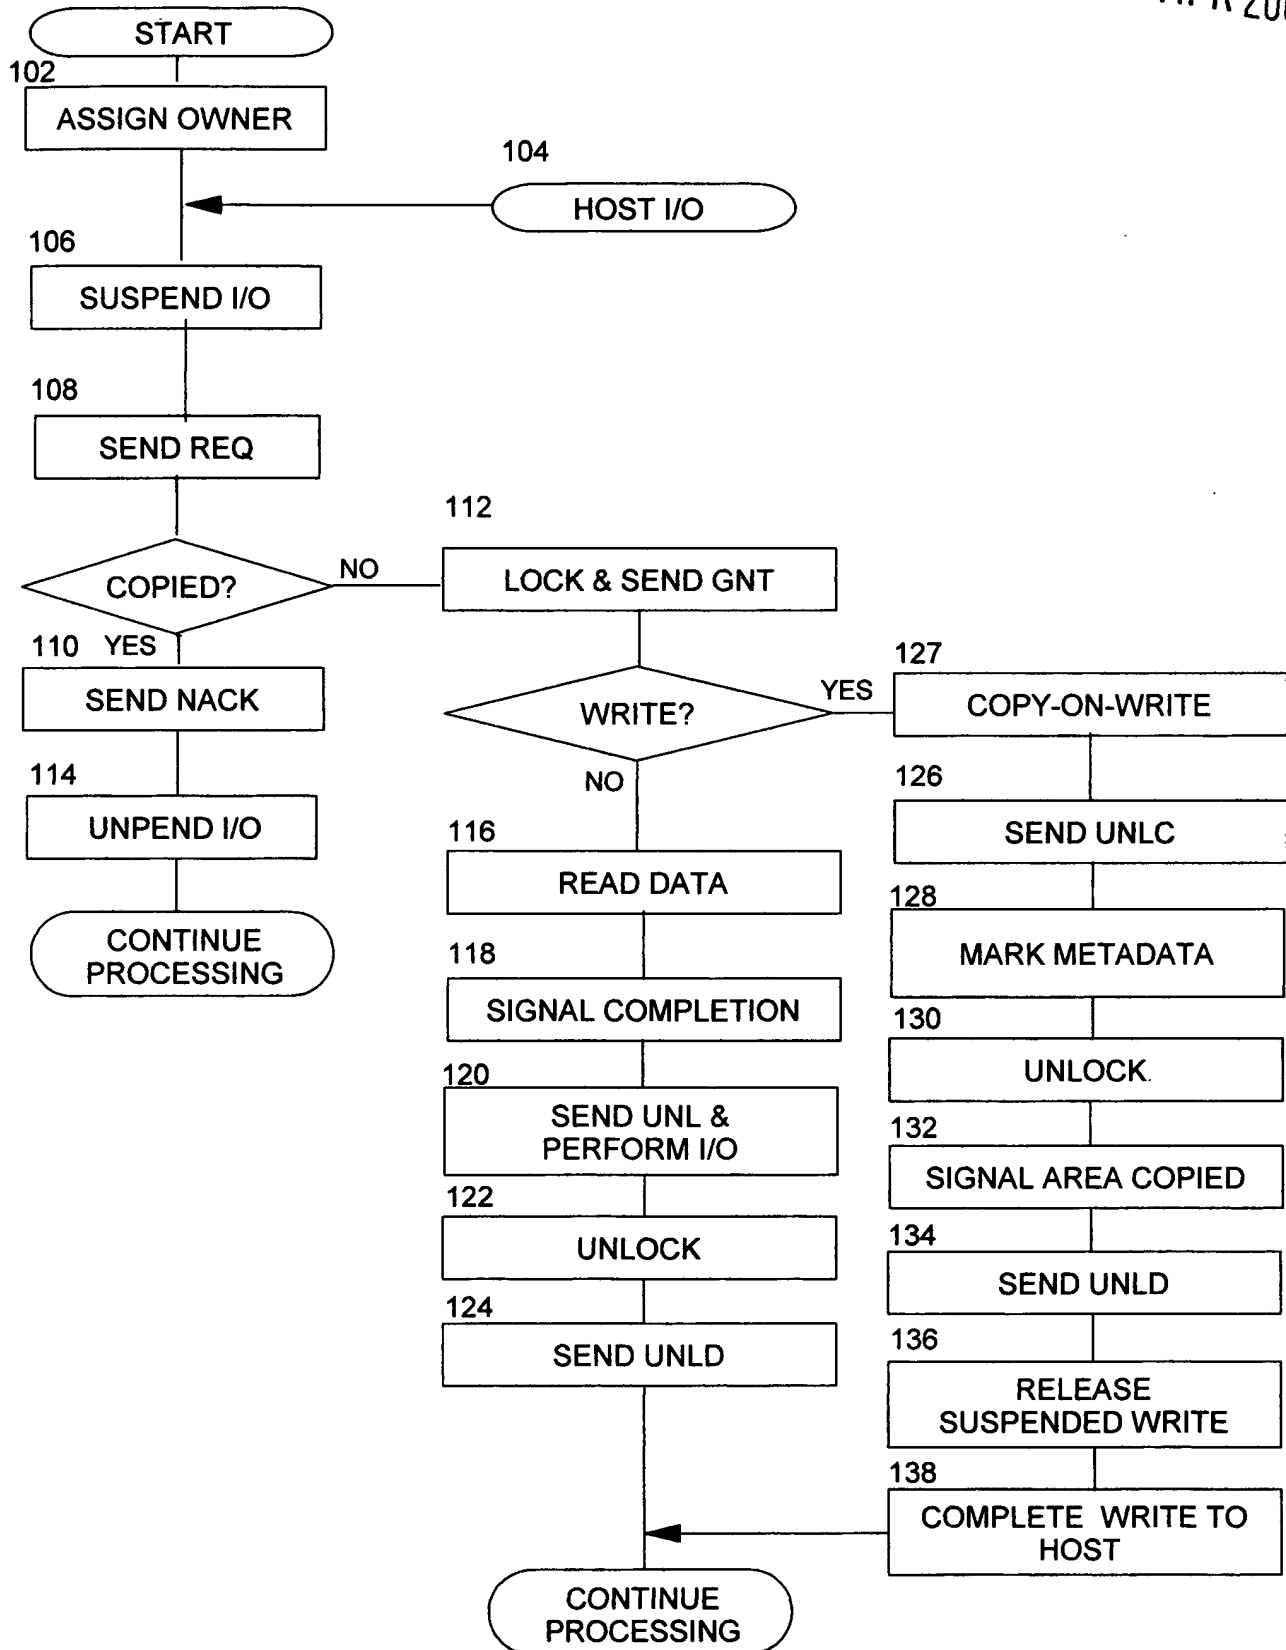 START
102
ASSIGN OWNER
104
HOST I/O
106
SUSPEND I/O
108
SEND REQ
COPIED?
NO
112
LOCK & SEND GNT
110
YES
SEND NACK
114
UNPEND I/O
CONTINUE
PROCESSING
WRITE?
YES
NO
116
READ DATA
118
SIGNAL COMPLETION
120
SEND UNL &
PERFORM I/O
122
UNLOCK
124
SEND UNLD
127
COPY-ON-WRITE
126
SEND UNLC
128
MARK METADATA
130
UNLOCK
132
SIGNAL AREA COPIED
134
SEND UNLD
136
RELEASE
SUSPENDED WRITE
138
COMPLETE WRITE TO
HOST
CONTINUE
PROCESSING